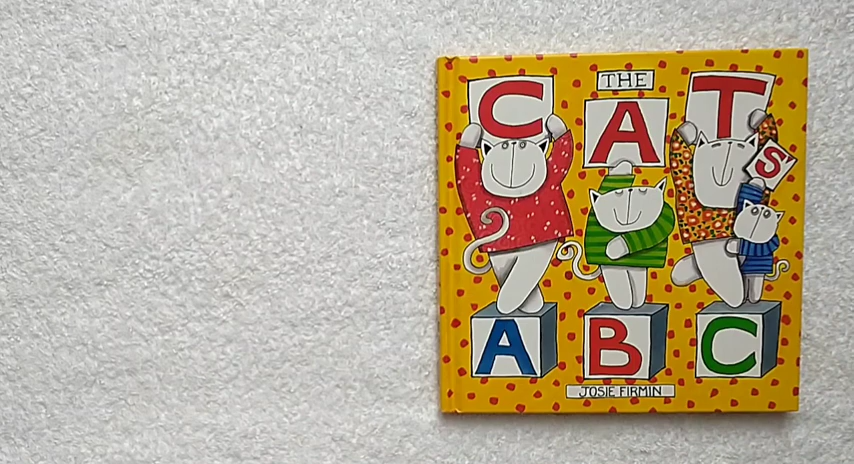 THE
CATS
ABC
JOSIE FIRMIN